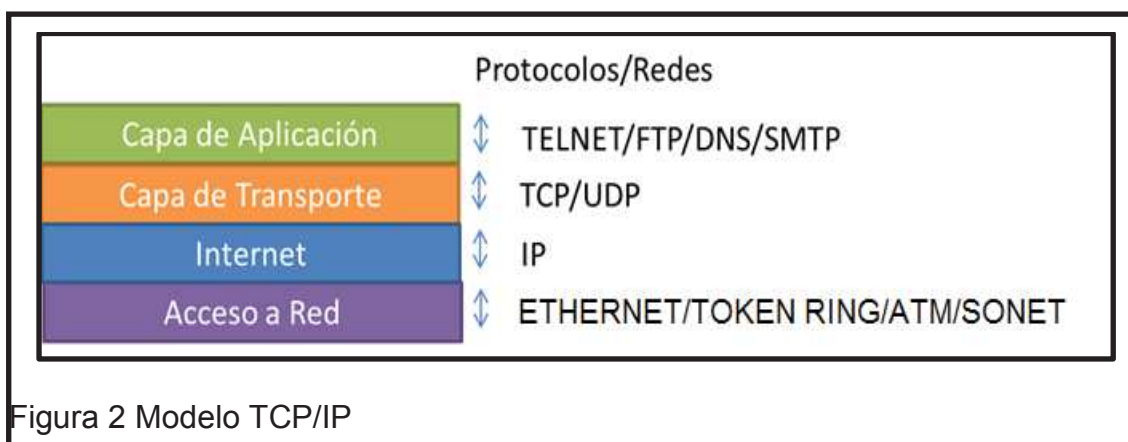 Protocolos/Redes
Capa de Aplicación ↕ TELNET/FTP/DNS/SMTP
Capa de Transporte ↕ TCP/UDP
Internet ↕ IP
Acceso a Red ↕ ETHERNET/TOKEN RING/ATM/SONET
Figura 2 Modelo TCP/IP